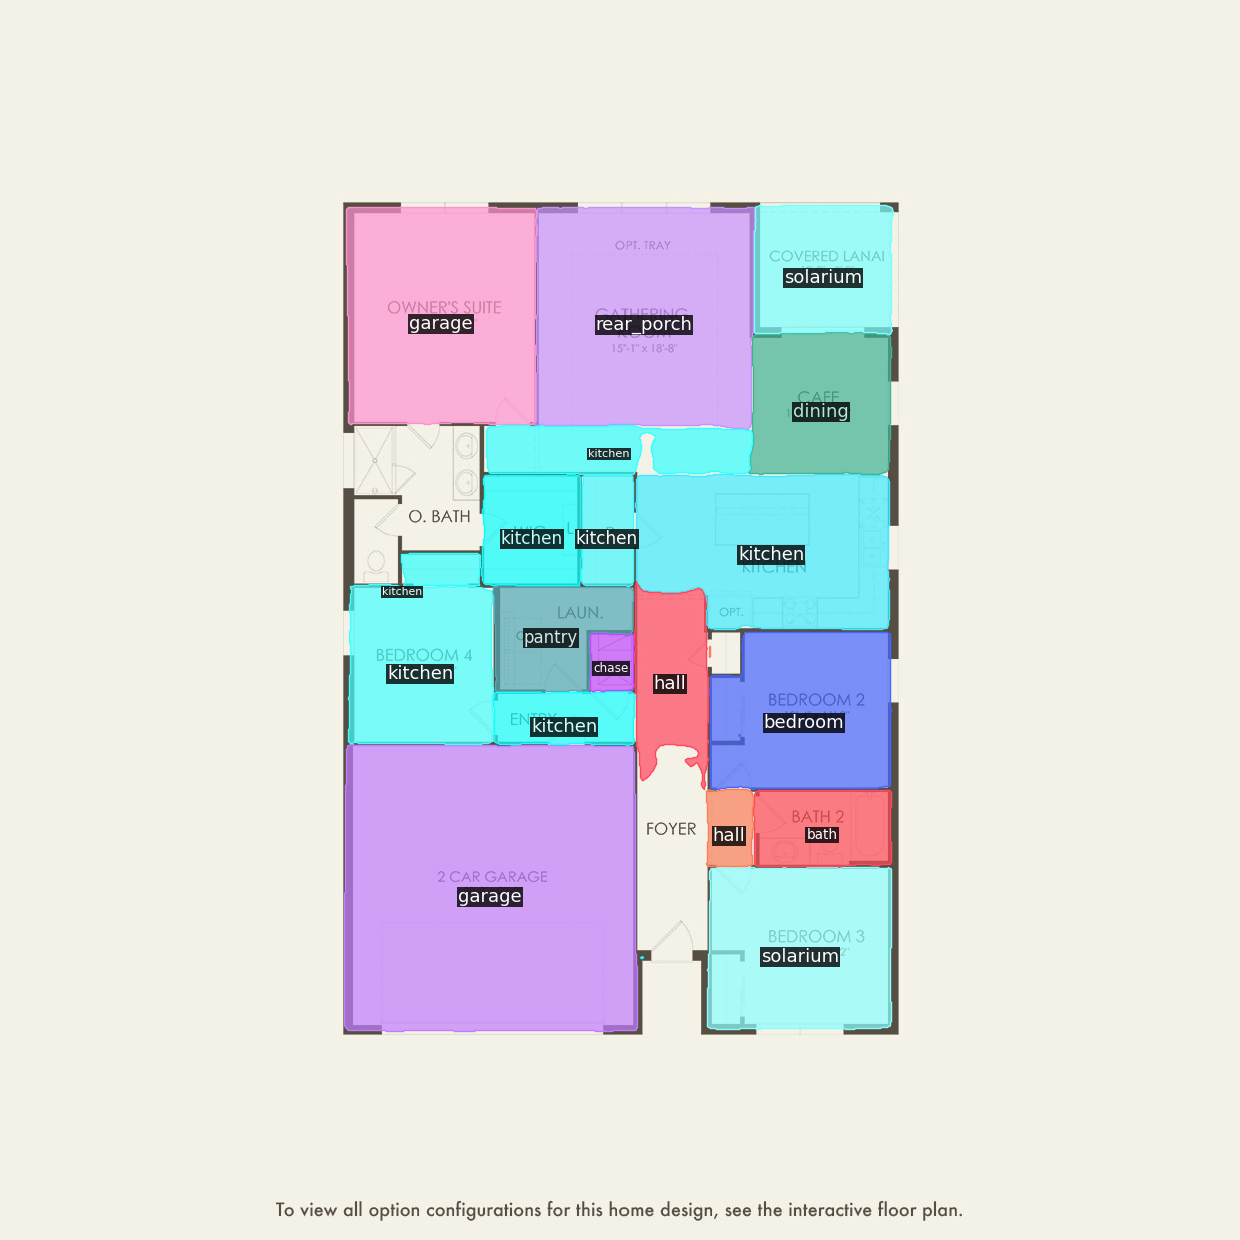 OPT. TRAY
COVERED LANAI
solarium
OWNER'S SUITE
garage
GATHERING
rear_porch
ROOM
15'-1" x 18'-8"
CAFE
dining
kitchen
O. BATH
kitchen
kitchen
kitchen
KITCHEN
kitchen
OPT.
LAUN.
pantry
chase
BEDROOM 4
kitchen
hall
BEDROOM 2
bedroom
ENTRY
kitchen
FOYER
BATH 2
bath
hall
2 CAR GARAGE
garage
BEDROOM 3
solarium
To view all option configurations for this home design, see the interactive floor plan.